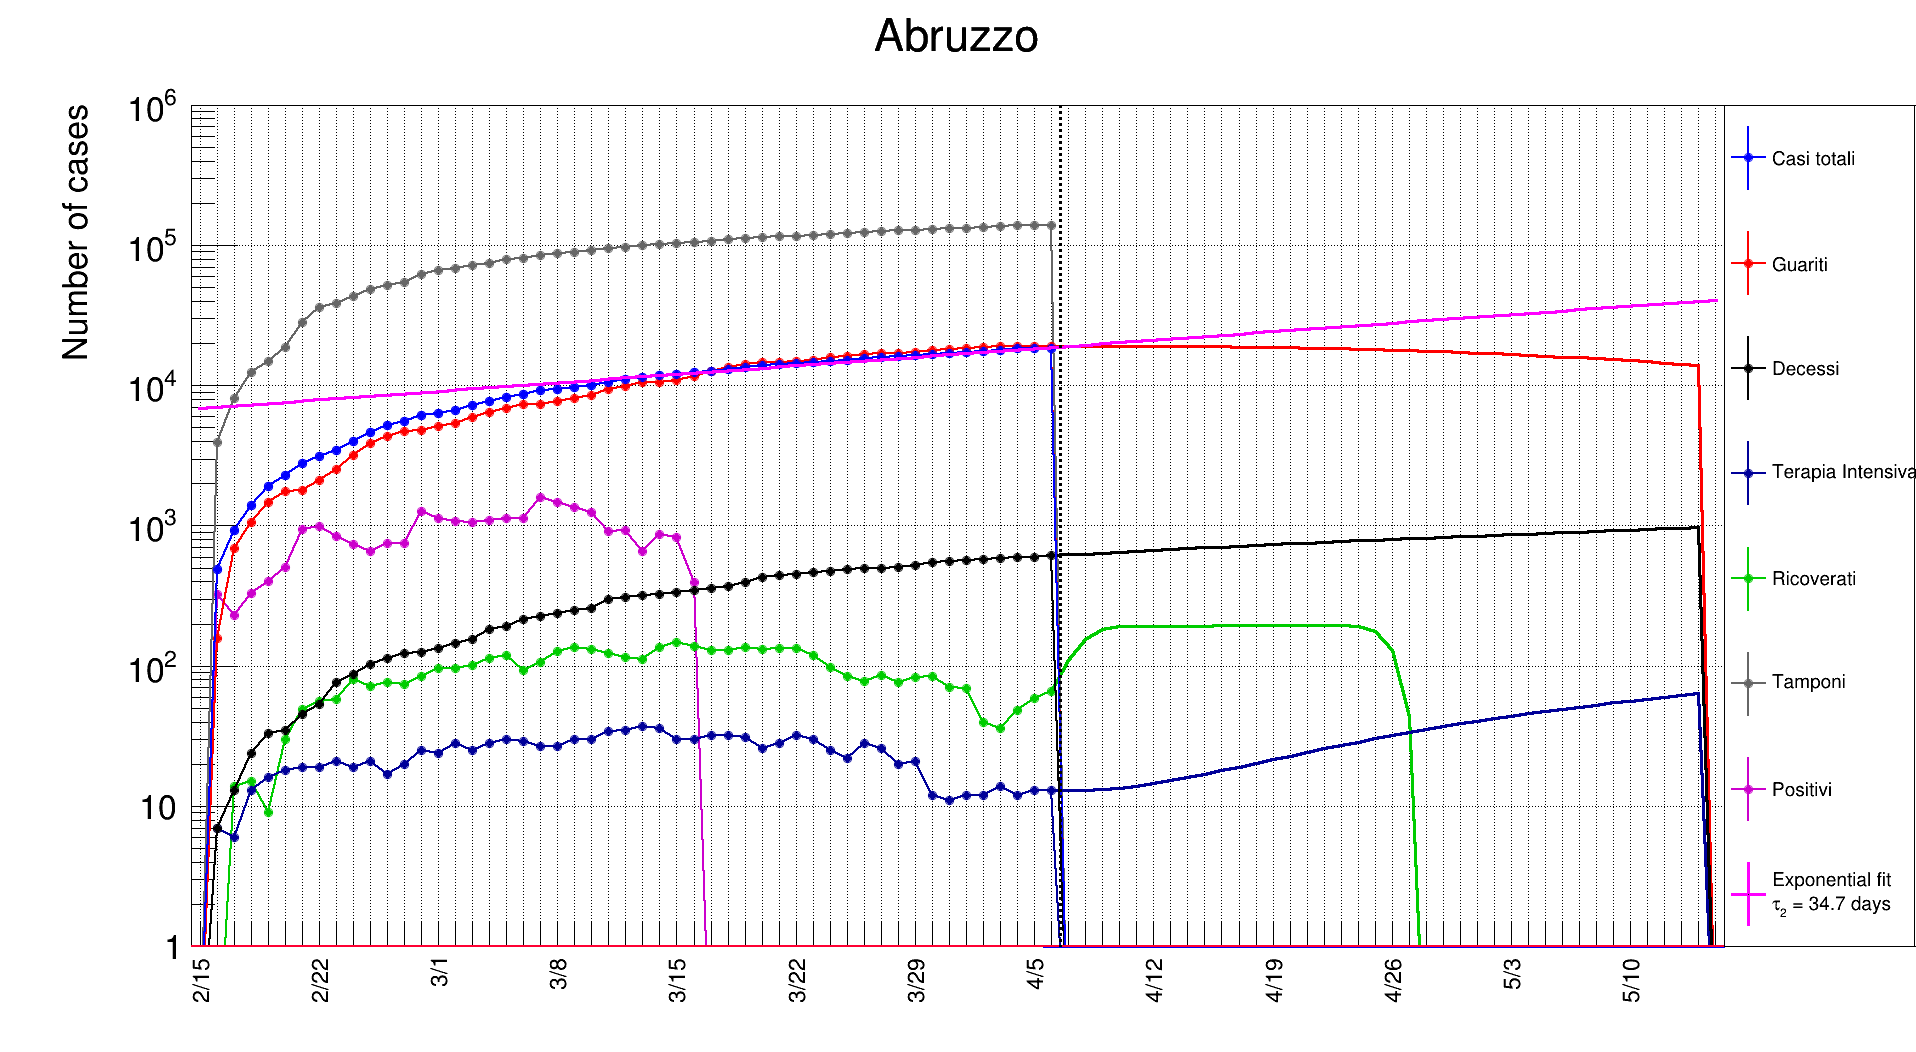 Abruzzo
Number of cases
10^6
10^5
10^4
10^3
10^2
10
1
2/15
2/22
3/1
3/8
3/15
3/22
3/29
4/5
4/12
4/19
4/26
5/3
5/10
Casi totali
Guariti
Decessi
Terapia Intensiva
Ricoverati
Tamponi
Positivi
Exponential fit
τ₂ = 34.7 days